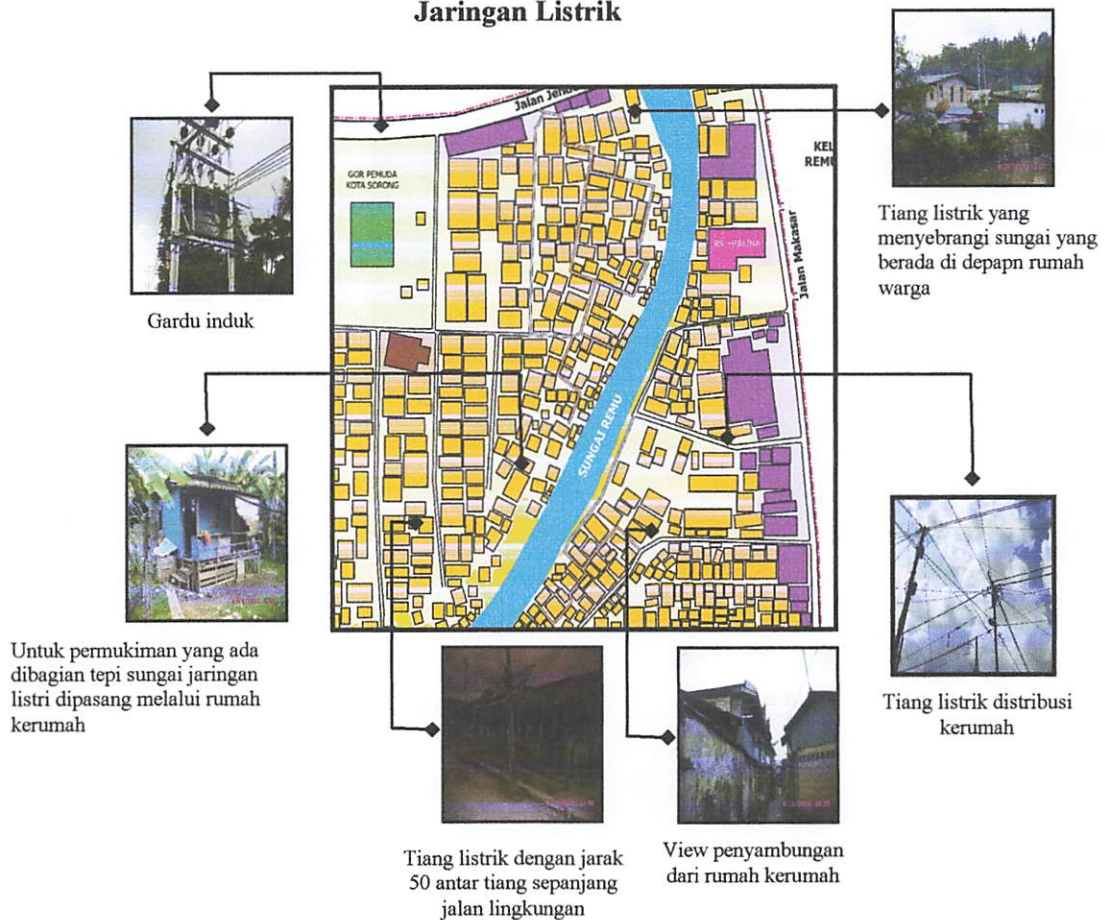 Jaringan Listrik
Jalan Jende
GOR PEMUDA
KOTA SORONG
KEL
REMU
RS. HERLINA
Jalan Makasar
SUNGAI REMU
Gardu induk
Tiang listrik yang
menyebrangi sungai yang
berada di depapn rumah
warga
Untuk permukiman yang ada
dibagian tepi sungai jaringan
listri dipasang melalui rumah
kerumah
Tiang listrik distribusi
kerumah
Tiang listrik dengan jarak
50 antar tiang sepanjang
jalan lingkungan
View penyambungan
dari rumah kerumah